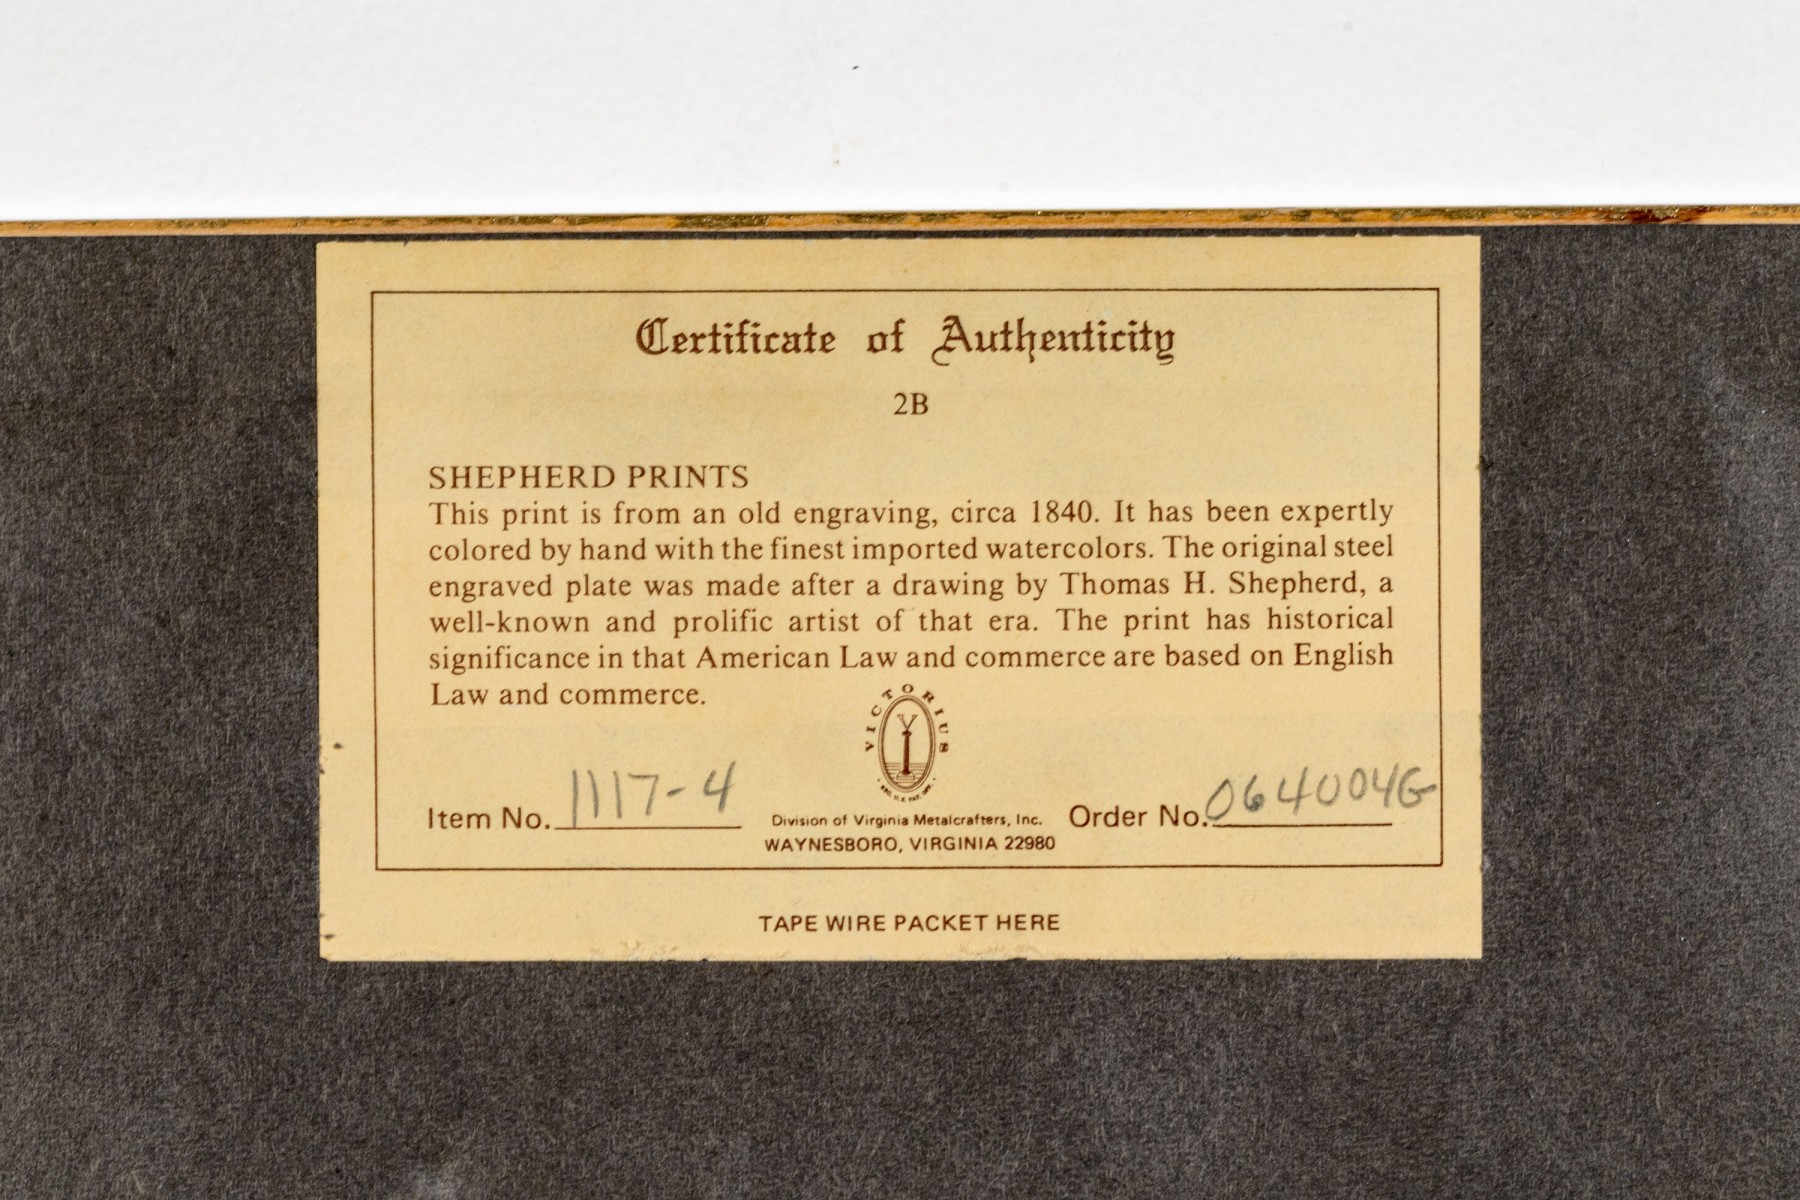 Certificate of Authenticity
2B
SHEPHERD PRINTS
This print is from an old engraving, circa 1840. It has been expertly
colored by hand with the finest imported watercolors. The original steel
engraved plate was made after a drawing by Thomas H. Shepherd, a
well-known and prolific artist of that era. The print has historical
significance in that American Law and commerce are based on English
Law and commerce.
VICTORIUS
V
REG. U.S. PAT. OFF.
Item No. 1117-4
Division of Virginia Metalcrafters, Inc.
WAYNESBORO, VIRGINIA 22980
Order No. 064004G
TAPE WIRE PACKET HERE